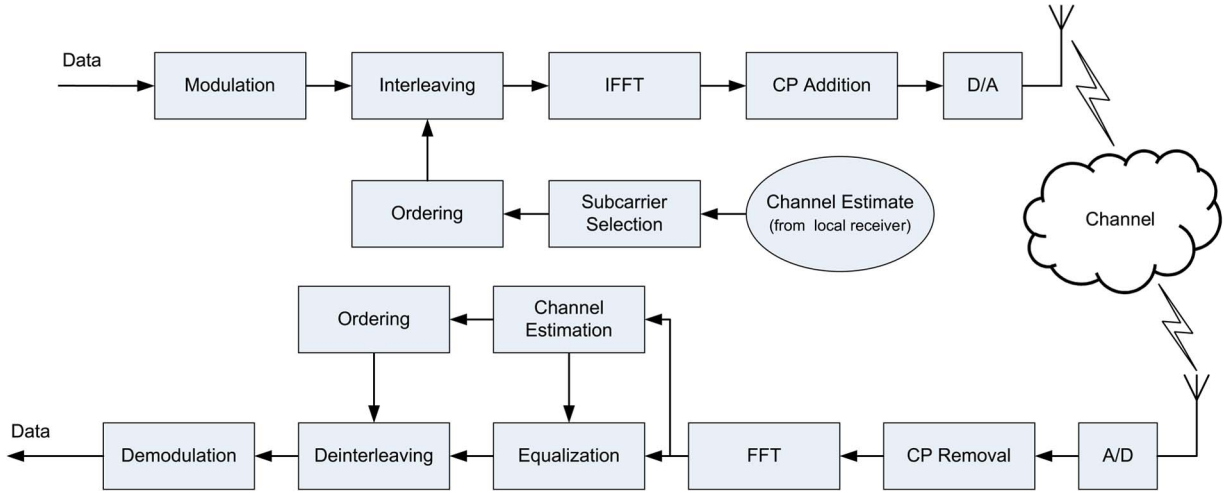 Data
Modulation
Interleaving
IFFT
CP Addition
D/A
Ordering
Subcarrier
Selection
Channel Estimate
(from local receiver)
Channel
Ordering
Channel
Estimation
Data
Demodulation
Deinterleaving
Equalization
FFT
CP Removal
A/D